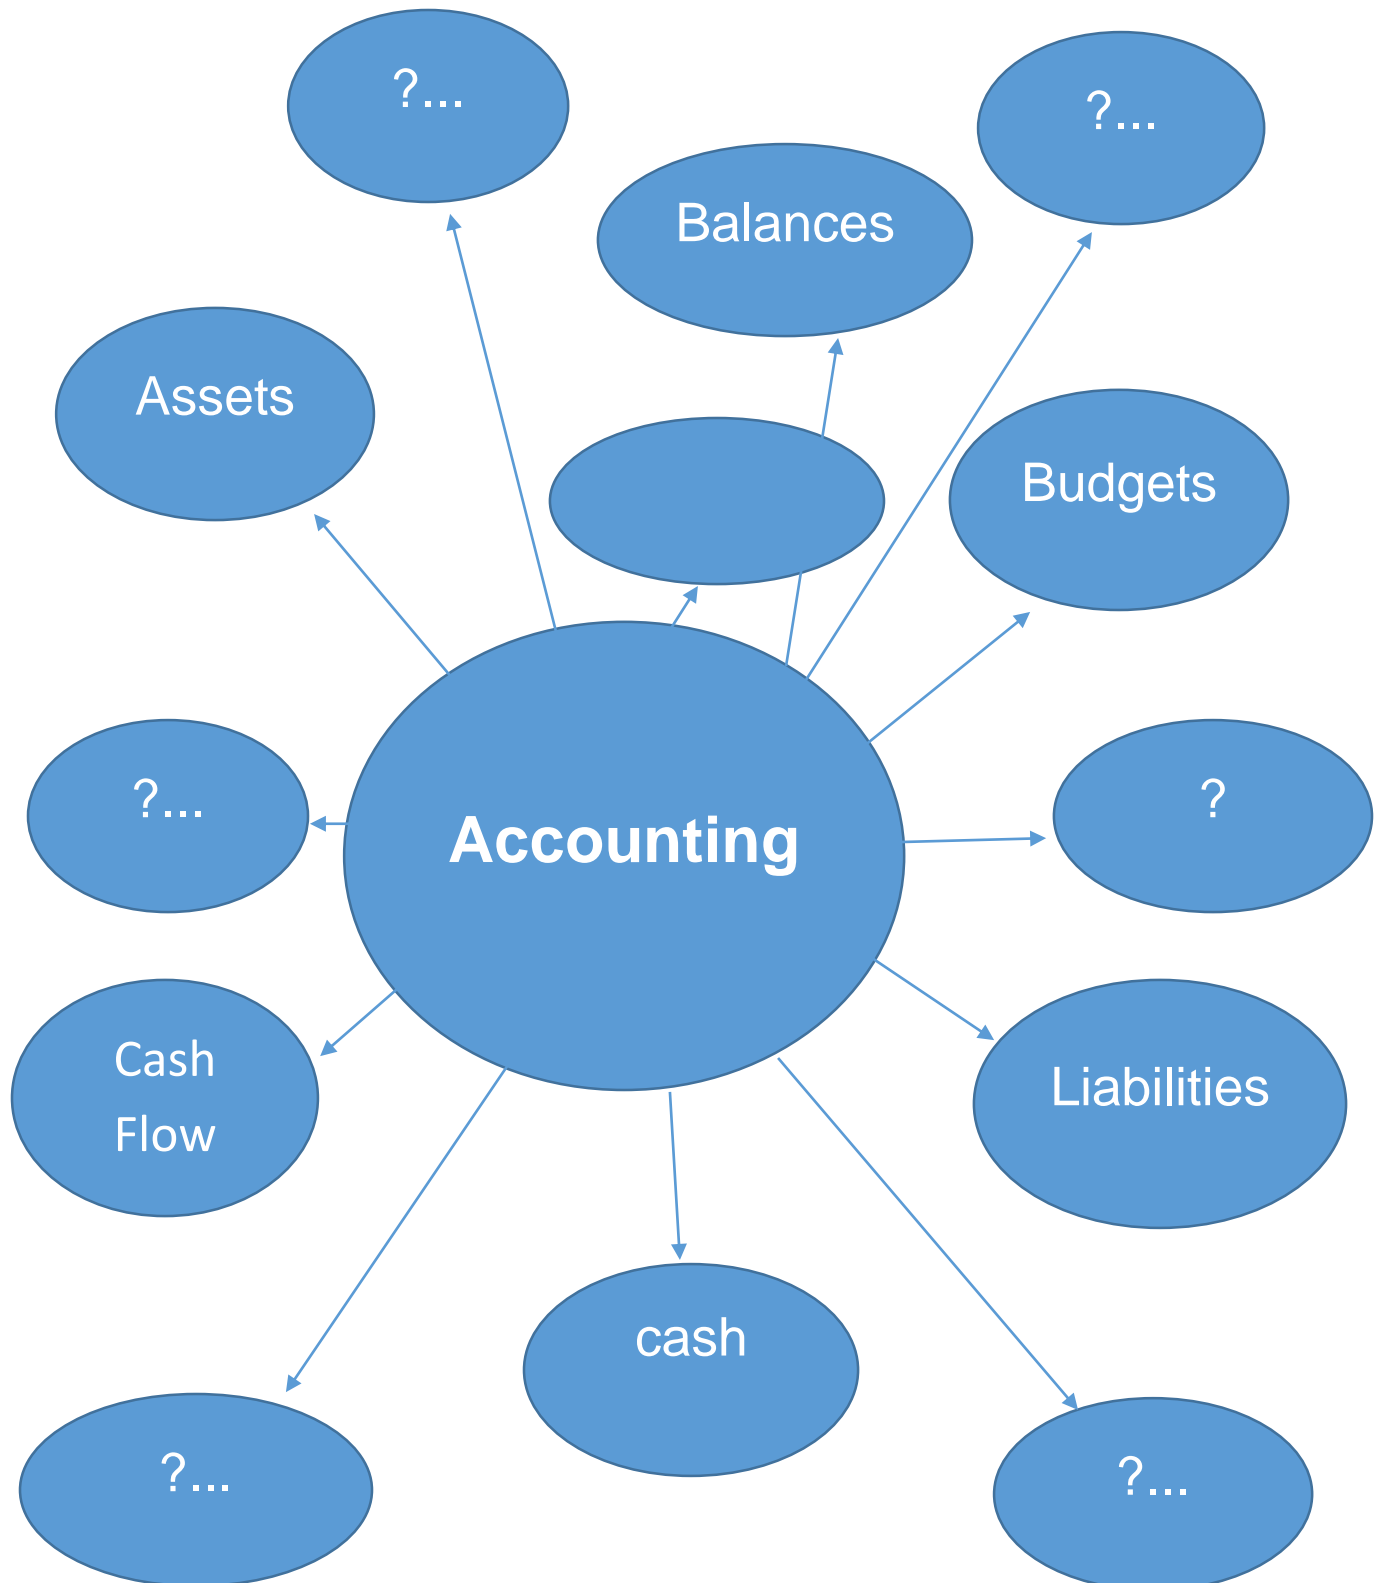 ?...
?...
Balances
Assets
Budgets
?...
?
Accounting
Cash
Flow
Liabilities
cash
?...
?...